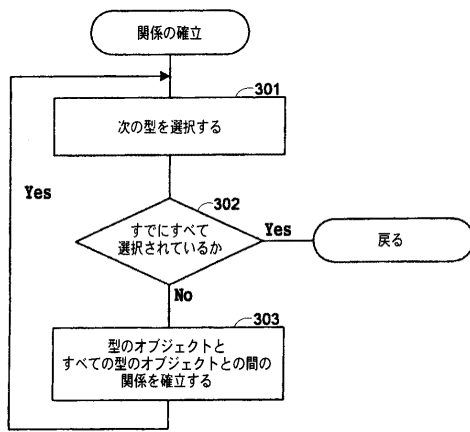 関係の確立
301
次の型を選択する
Yes
302
すでにすべて
選択されているか
Yes
戻る
No
303
型のオブジェクトと
すべての型のオブジェクトとの間の
関係を確立する